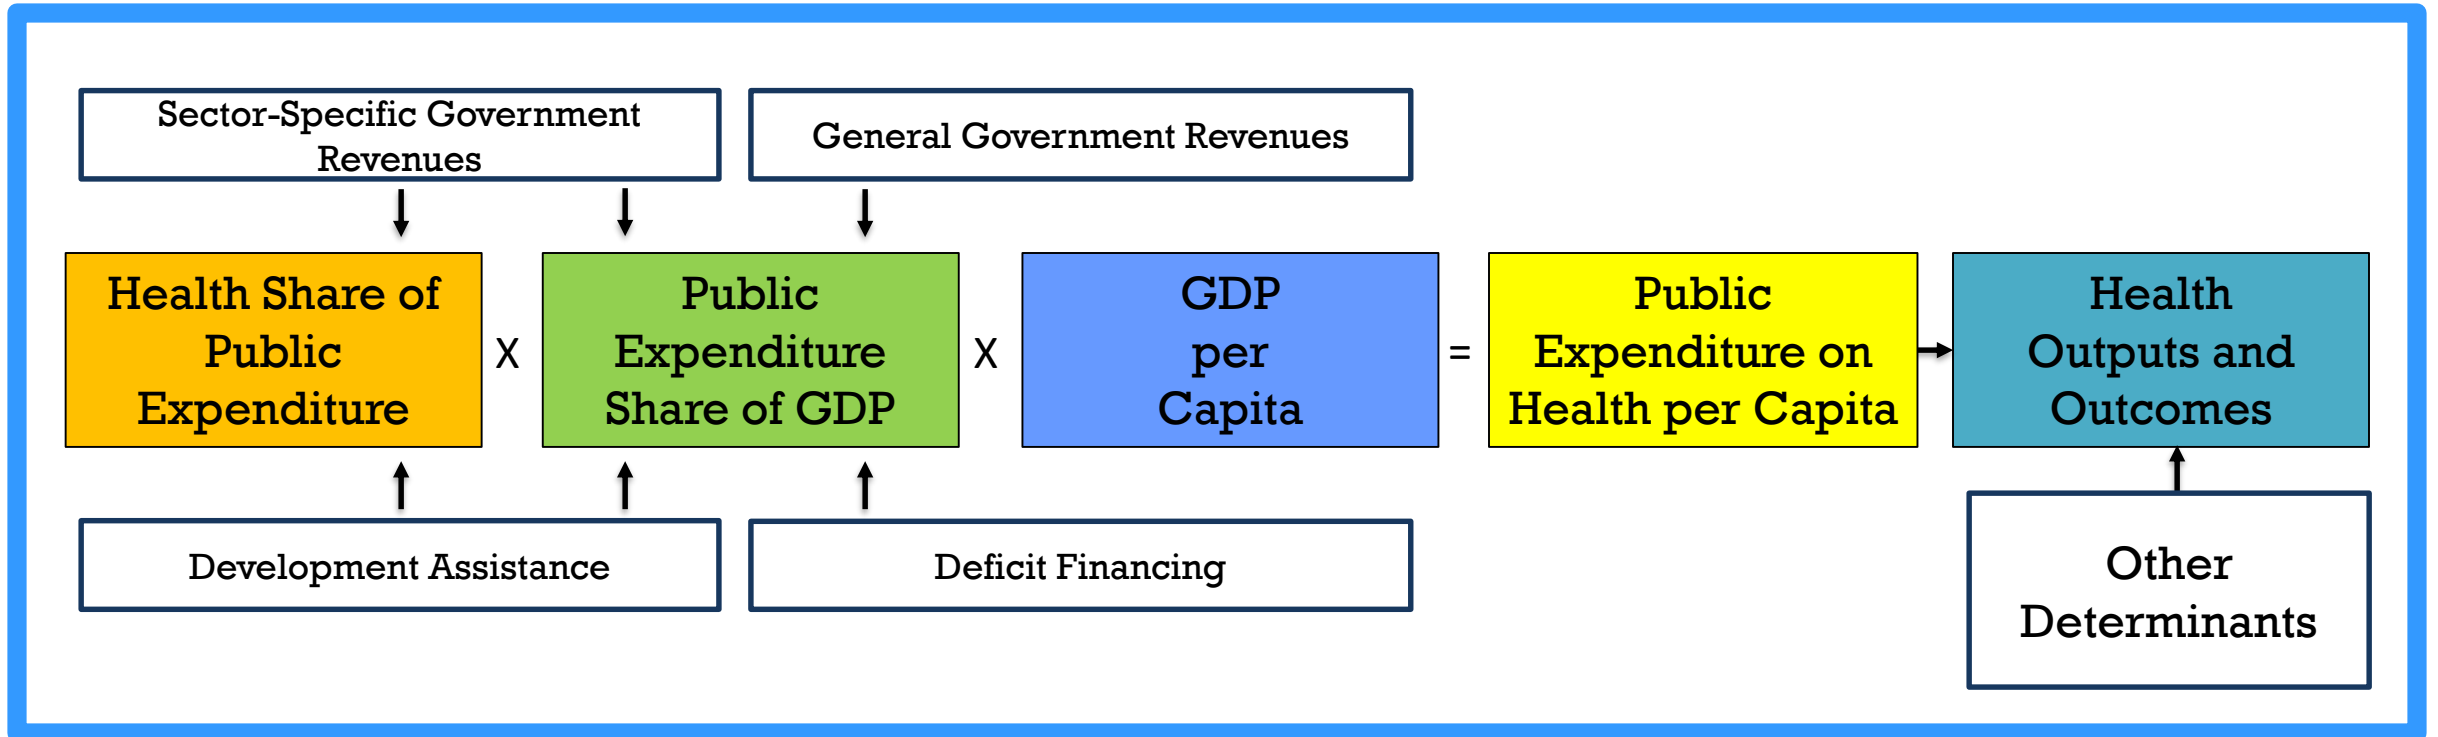 Sector-Specific Government
Revenues
General Government Revenues
Health Share of
Public
Expenditure
X
Public
Expenditure
Share of GDP
X
GDP
per
Capita
=
Public
Expenditure on
Health per Capita
Health
Outputs and
Outcomes
Development Assistance
Deficit Financing
Other
Determinants